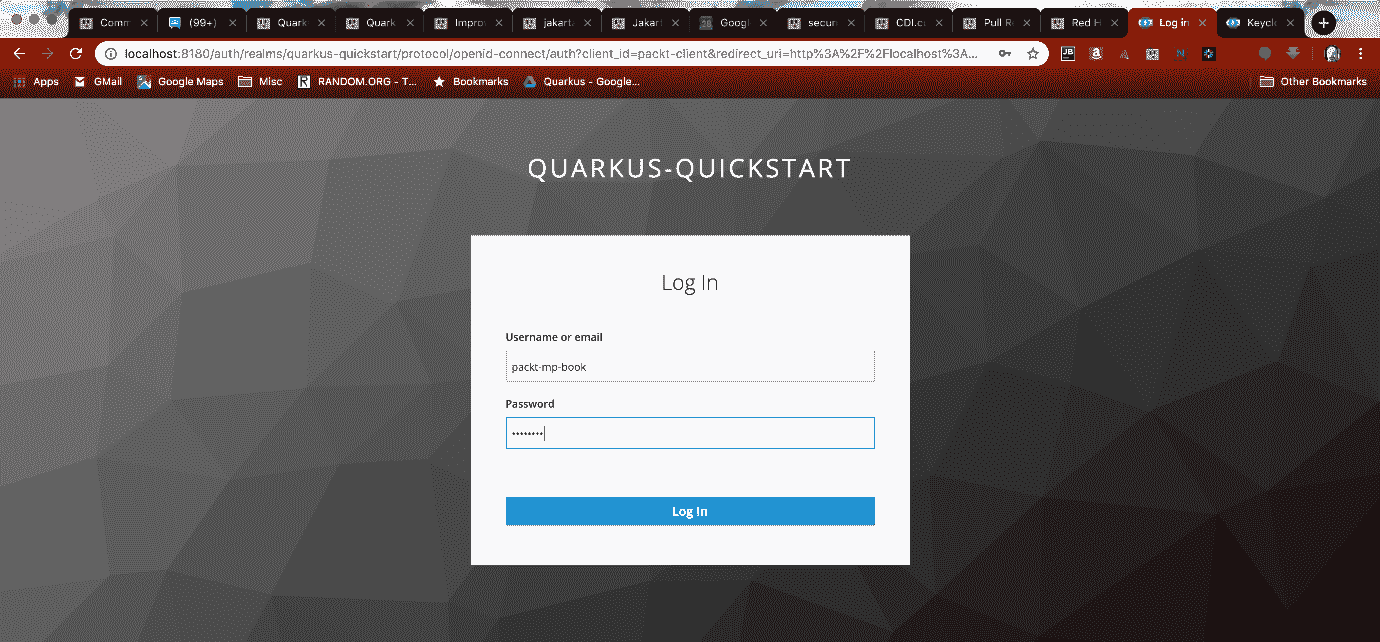 Comm
(99+)
Quark
Quark
Improv
jakart
Jakart
Googl
secur
CDI.c
Pull Re
Red H
Log in
Keycl
localhost:8180/auth/realms/quarkus-quickstart/protocol/openid-connect/auth?client_id=packt-client&redirect_uri=http%3A%2F%2Flocalhost%3A...
Apps
GMail
Google Maps
Misc
RANDOM.ORG - T...
Bookmarks
Quarkus - Google...
Other Bookmarks
QUARKUS-QUICKSTART
Log In
Username or email
packt-mp-book
Password
••••••••
Log In